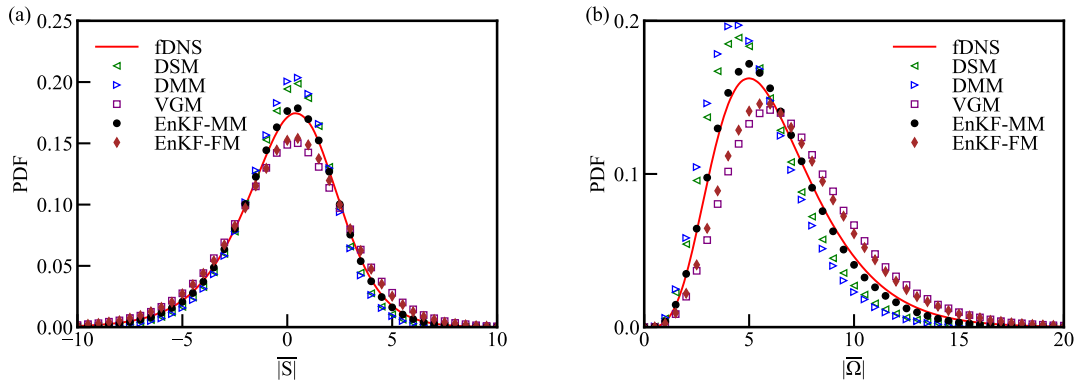 (a)
0.25
0.20
0.15
0.10
0.05
0.00
PDF
fDNS
DSM
DMM
VGM
EnKF-MM
EnKF-FM
−10
−5
0
5
10
|S̅|
(b)
0.2
0.1
0.0
PDF
fDNS
DSM
DMM
VGM
EnKF-MM
EnKF-FM
0
5
10
15
20
|Ω̅|